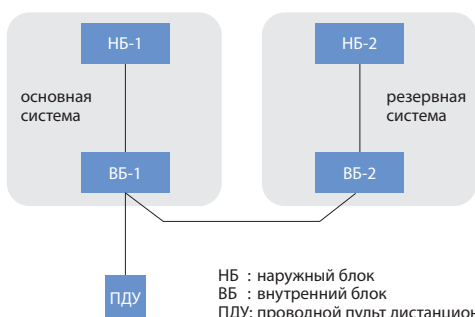 НБ-1
НБ-2
основная
система
резервная
система
ВБ-1
ВБ-2
ПДУ
НБ : наружный блок
ВБ : внутренний блок
ПДУ: проводной пульт